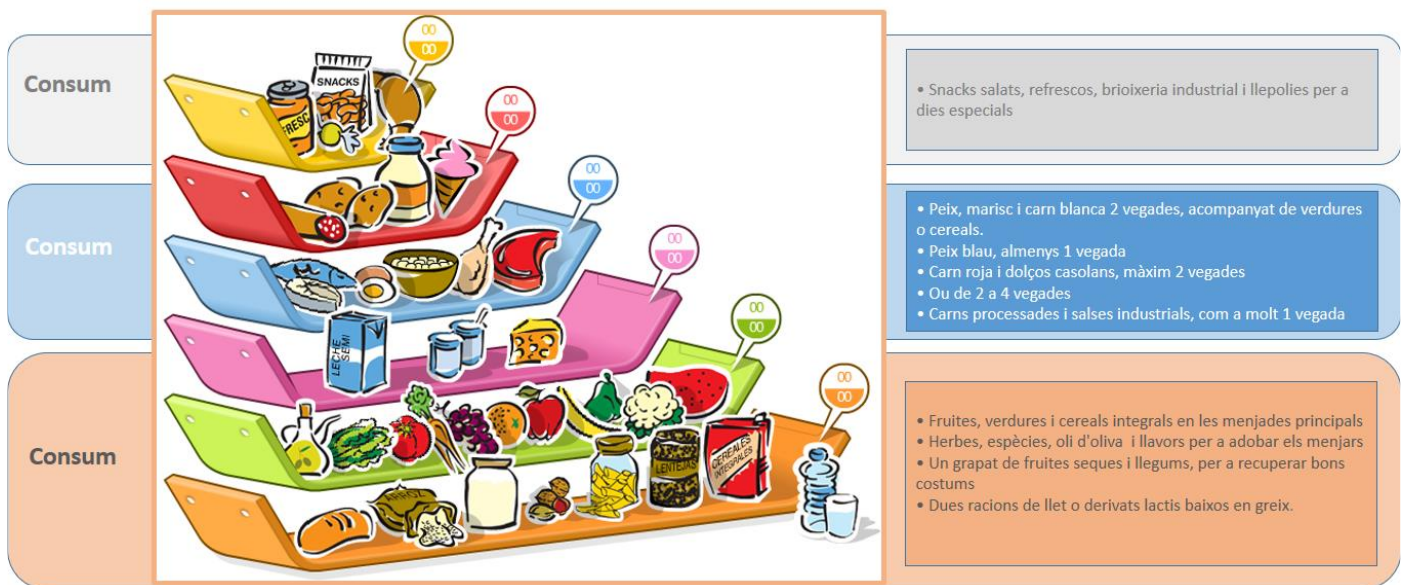 Consum
00
00
SNACKS
FRESC
• Snacks salats, refrescos, brioixeria industrial i llepolies per a
dies especials
00
00
00
00
Consum
• Peix, marisc i carn blanca 2 vegades, acompanyat de verdures
o cereals.
• Peix blau, almenys 1 vegada
• Carn roja i dolços casolans, màxim 2 vegades
• Ou de 2 a 4 vegades
• Carns processades i salses industrials, com a molt 1 vegada
00
00
LECHE
SEMI
00
00
Consum
00
00
• Fruites, verdures i cereals integrals en les menjades principals
• Herbes, espècies, oli d'oliva i llavors per a adobar els menjars
• Un grapat de fruites seques i llegums, per a recuperar bons
costums
• Dues racions de llet o derivats lactis baixos en greix.
ARROZ
LENTEJAS
CEREALES
INTEGRALES